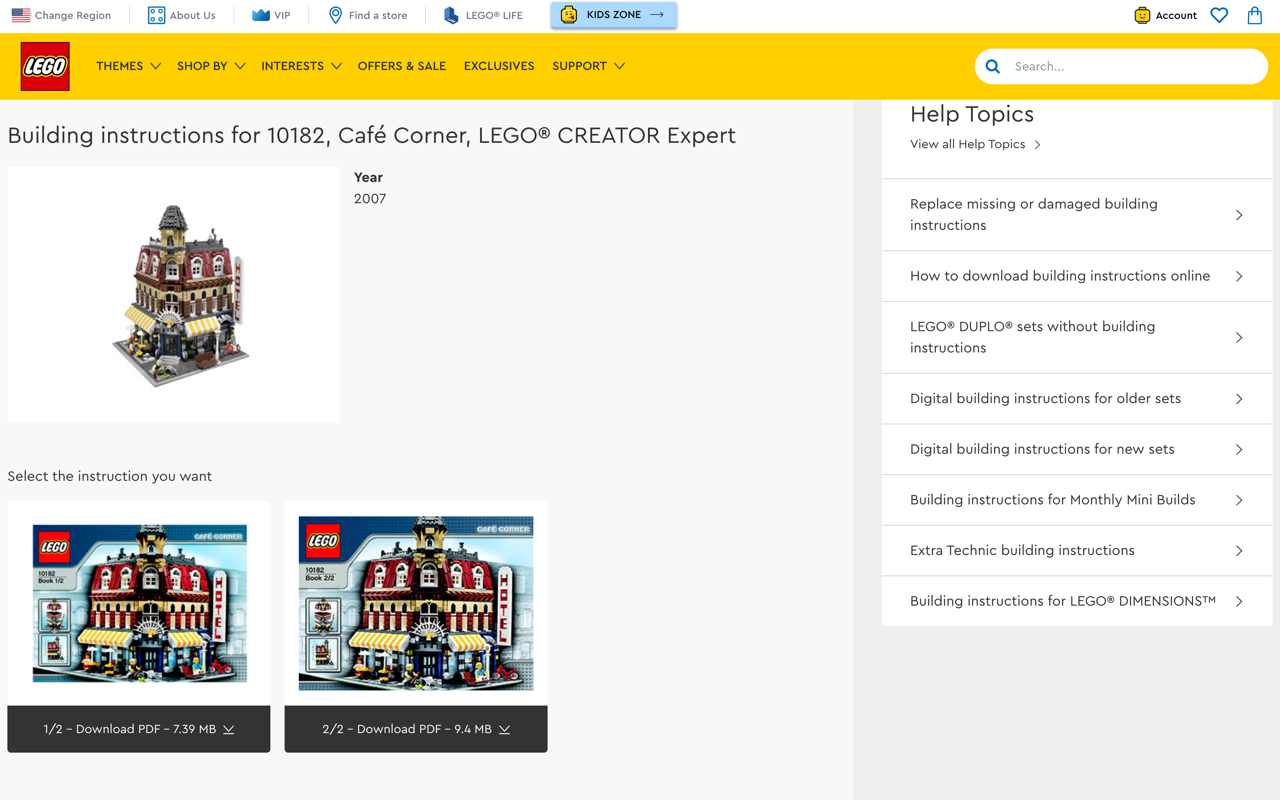 Change Region
About Us
VIP
Find a store
LEGO® LIFE
KIDS ZONE
Account
LEGO
THEMES
SHOP BY
INTERESTS
OFFERS & SALE
EXCLUSIVES
SUPPORT
Search...
Building instructions for 10182, Café Corner, LEGO® CREATOR Expert
Year
2007
HOTEL
Select the instruction you want
CAFÉ CORNER
LEGO
10182
Book 1/2
HOTEL
1/2 – Download PDF – 7.39 MB
CAFÉ CORNER
LEGO
10182
Book 2/2
HOTEL
2/2 – Download PDF – 9.4 MB
Help Topics
View all Help Topics
Replace missing or damaged building
instructions
How to download building instructions online
LEGO® DUPLO® sets without building
instructions
Digital building instructions for older sets
Digital building instructions for new sets
Building instructions for Monthly Mini Builds
Extra Technic building instructions
Building instructions for LEGO® DIMENSIONS™